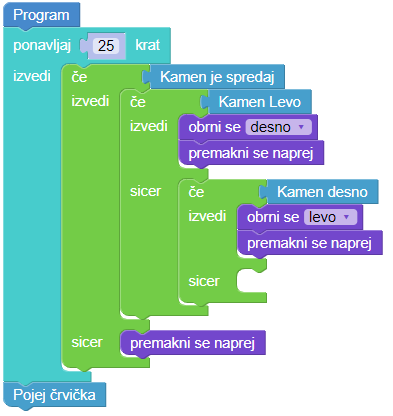 Program
ponavljaj 25 krat
izvedi če Kamen je spredaj
izvedi če Kamen Levo
izvedi obrni se desno
premakni se naprej
sicer če Kamen desno
izvedi obrni se levo
premakni se naprej
sicer
sicer premakni se naprej
Pojej črvička